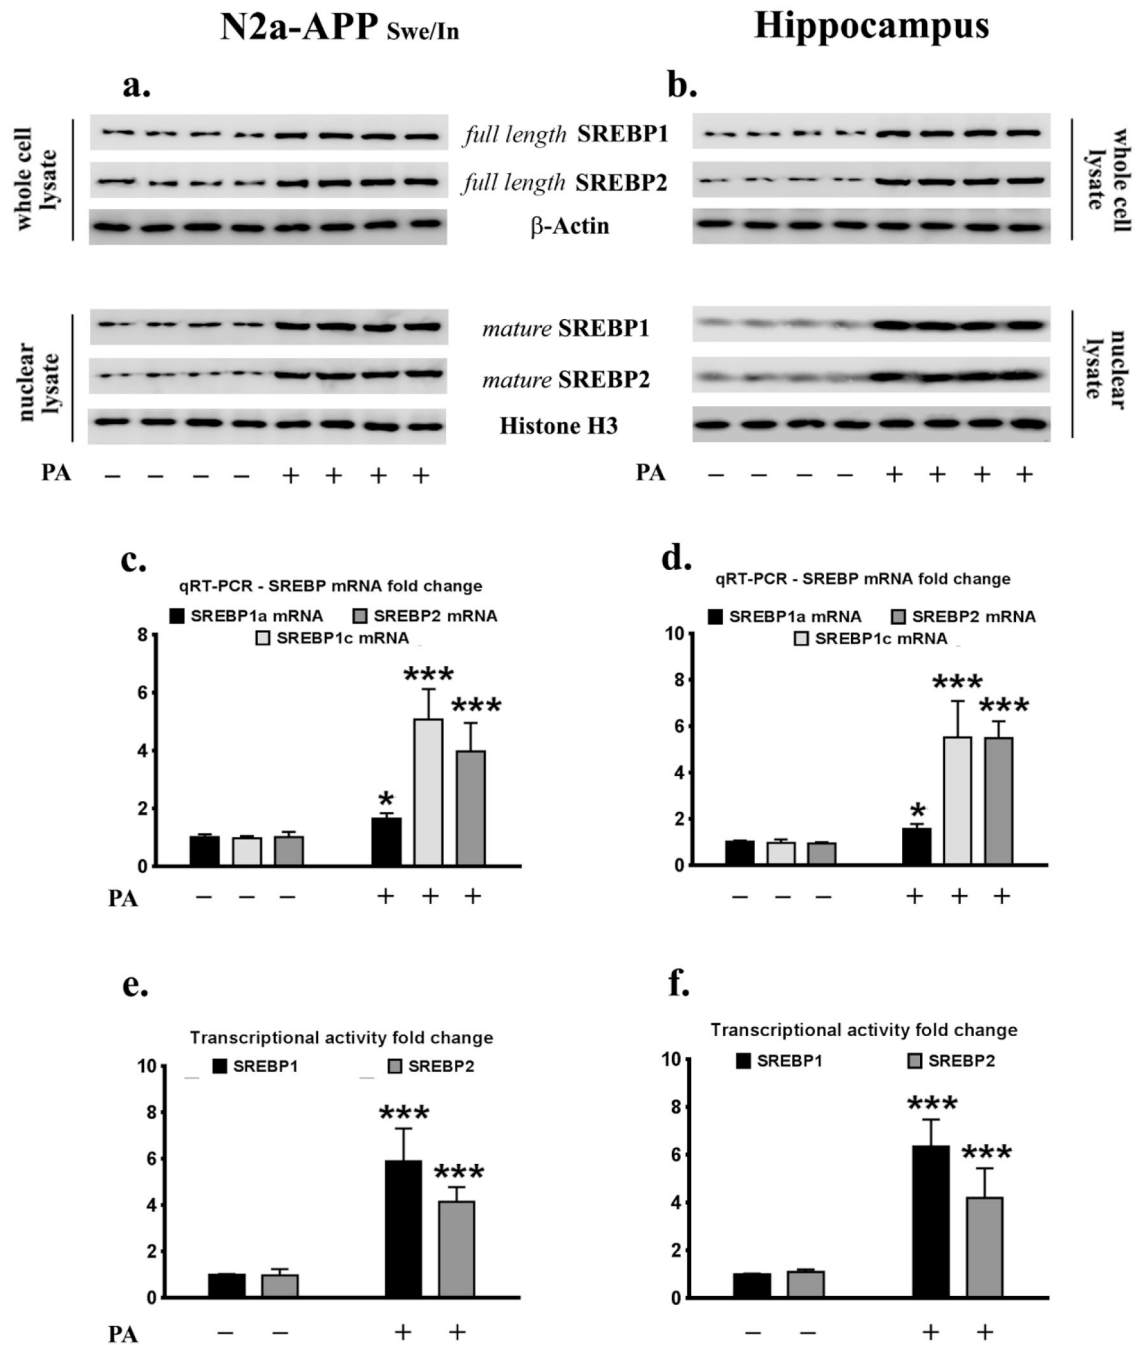 N2a-APP Swe/In
Hippocampus
a.
b.
whole cell lysate
full length SREBP1
full length SREBP2
β-Actin
whole cell lysate
nuclear lysate
mature SREBP1
mature SREBP2
Histone H3
nuclear lysate
PA − − − − + + + +
− − − − + + + +
c.
qRT-PCR - SREBP mRNA fold change
SREBP1a mRNA SREBP2 mRNA
SREBP1c mRNA
8
6
4
2
0
*
***
***
PA − − − + + +
d.
qRT-PCR - SREBP mRNA fold change
SREBP1a mRNA SREBP2 mRNA
SREBP1c mRNA
10
8
6
4
2
0
*
***
***
− − − + + +
e.
Transcriptional activity fold change
SREBP1 SREBP2
10
8
6
4
2
0
***
***
PA − − + +
f.
Transcriptional activity fold change
SREBP1 SREBP2
10
8
6
4
2
0
***
***
− − + +